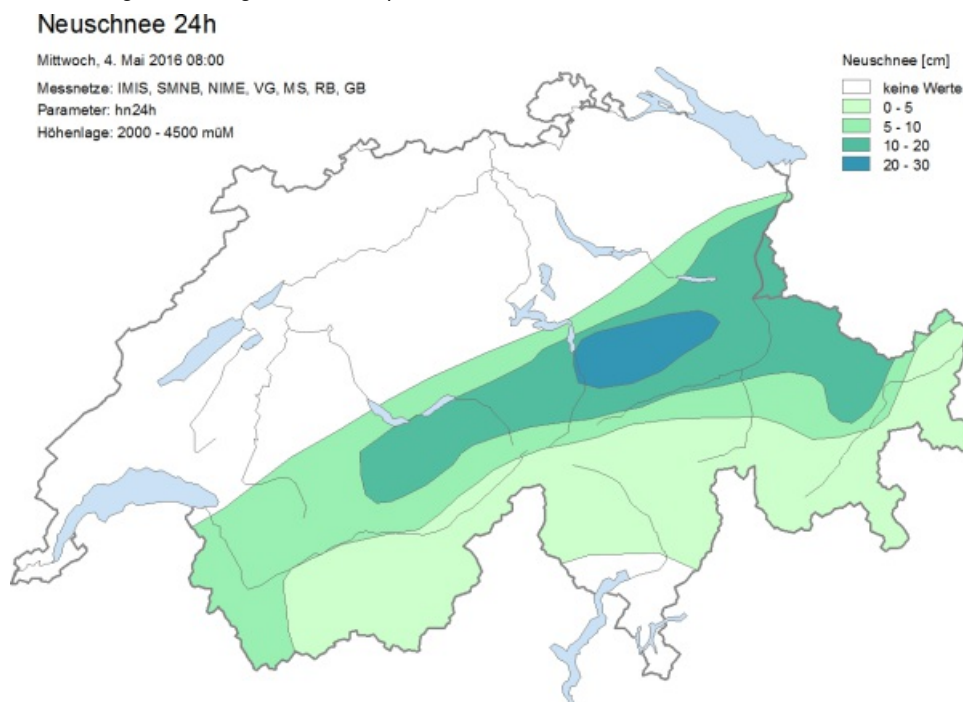 Neuschnee 24h
Mittwoch, 4. Mai 2016 08:00
Messnetze: IMIS, SMNB, NIME, VG, MS, RB, GB
Parameter: hn24h
Höhenlage: 2000 - 4500 müM
Neuschnee [cm]
keine Werte
0 - 5
5 - 10
10 - 20
20 - 30